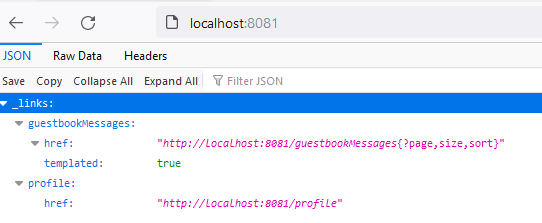 localhost:8081
JSON Raw Data Headers
Save Copy Collapse All Expand All Filter JSON
_links:
guestbookMessages:
href: "http://localhost:8081/guestbookMessages{?page,size,sort}"
templated: true
profile:
href: "http://localhost:8081/profile"